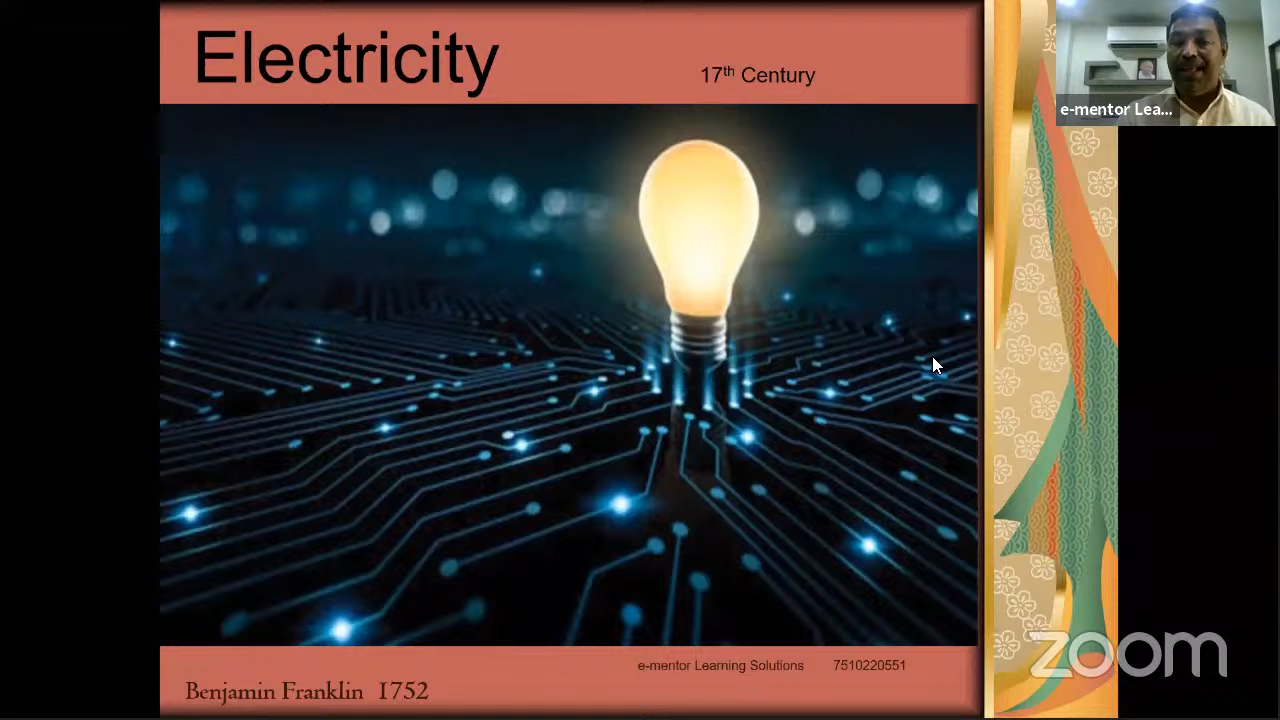 Electricity
17th Century
e-mentor Lea...
e-mentor Learning Solutions 7510220551
Benjamin Franklin 1752
zoom